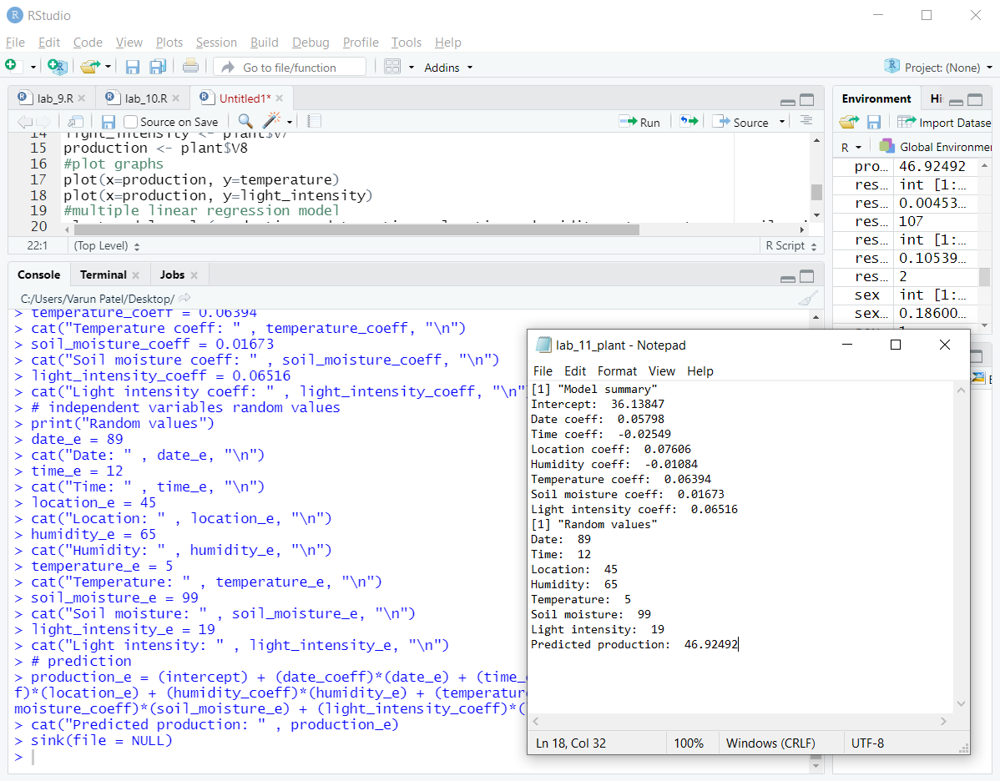 RStudio
File Edit Code View Plots Session Build Debug Profile Tools Help
Go to file/function Addins Project: (None)
lab_9.R lab_10.R Untitled1*
Source on Save Run Source
14 light_intensity <- plant$V7
15 production <- plant$V8
16 #plot graphs
17 plot(x=production, y=temperature)
18 plot(x=production, y=light_intensity)
19 #multiple linear regression model
20
22:1 (Top Level) R Script
Environment Hi
Import Datase
R Global Environmen
pro... 46.92492
res... int [1:...
res... 0.00453...
res... 107
res... int [1:...
res... 0.10539...
res... 2
sex int [1:...
sex... 0.18600...
Console Terminal Jobs
C:/Users/Varun Patel/Desktop/
> temperature_coeff = 0.06394
> cat("Temperature coeff: " , temperature_coeff, "\n")
> soil_moisture_coeff = 0.01673
> cat("Soil moisture coeff: " , soil_moisture_coeff, "\n")
> light_intensity_coeff = 0.06516
> cat("Light intensity coeff: " , light_intensity_coeff, "\n"
> # independent variables random values
> print("Random values")
> date_e = 89
> cat("Date: " , date_e, "\n")
> time_e = 12
> cat("Time: " , time_e, "\n")
> location_e = 45
> cat("Location: " , location_e, "\n")
> humidity_e = 65
> cat("Humidity: " , humidity_e, "\n")
> temperature_e = 5
> cat("Temperature: " , temperature_e, "\n")
> soil_moisture_e = 99
> cat("Soil moisture: " , soil_moisture_e, "\n")
> light_intensity_e = 19
> cat("Light intensity: " , light_intensity_e, "\n")
> # prediction
> production_e = (intercept) + (date_coeff)*(date_e) + (time_
f)*(location_e) + (humidity_coeff)*(humidity_e) + (temperatur
moisture_coeff)*(soil_moisture_e) + (light_intensity_coeff)*(
> cat("Predicted production: " , production_e)
> sink(file = NULL)
>
lab_11_plant - Notepad
File Edit Format View Help
[1] "Model summary"
Intercept:  36.13847
Date coeff:  0.05798
Time coeff:  -0.02549
Location coeff:  0.07606
Humidity coeff:  -0.01084
Temperature coeff:  0.06394
Soil moisture coeff:  0.01673
Light intensity coeff:  0.06516
[1] "Random values"
Date:  89
Time:  12
Location:  45
Humidity:  65
Temperature:  5
Soil moisture:  99
Light intensity:  19
Predicted production:  46.92492
Ln 18, Col 32 100% Windows (CRLF) UTF-8